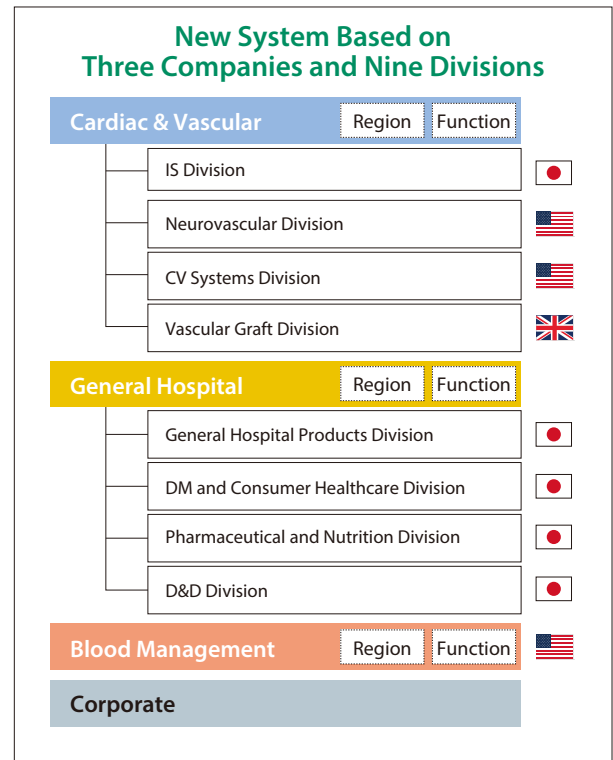 New System Based on
Three Companies and Nine Divisions
Cardiac & Vascular Region Function
IS Division
Neurovascular Division
CV Systems Division
Vascular Graft Division
General Hospital Region Function
General Hospital Products Division
DM and Consumer Healthcare Division
Pharmaceutical and Nutrition Division
D&D Division
Blood Management Region Function
Corporate